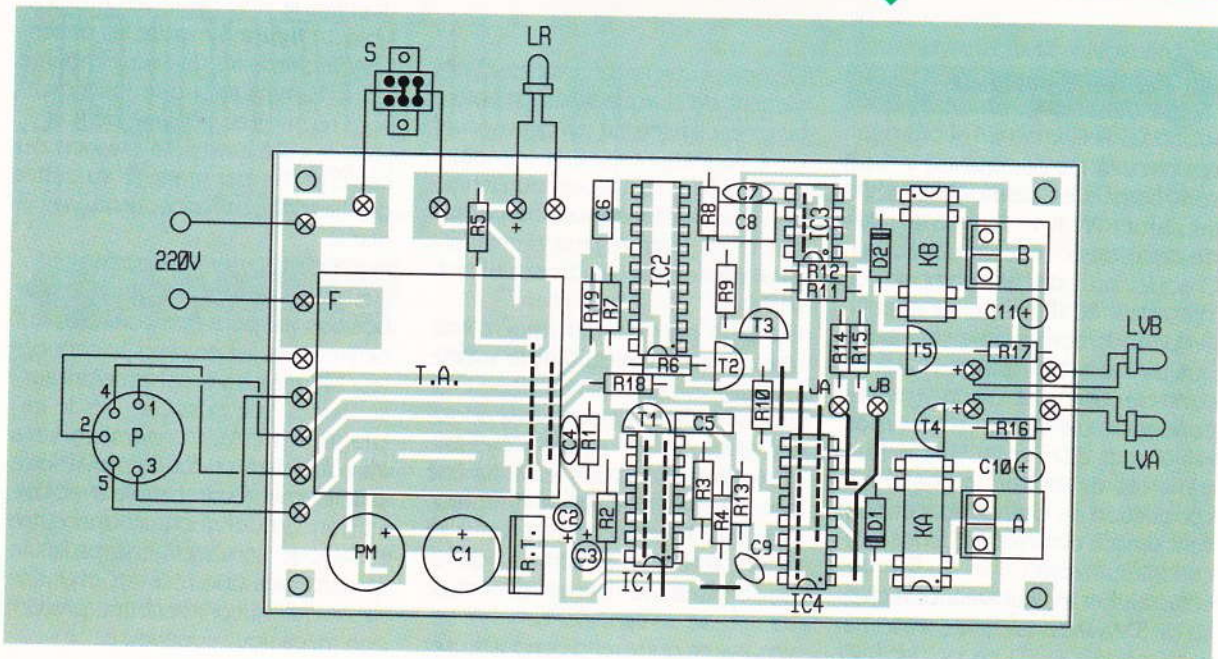 S
LR
220V
F
R5
+
C6
IC2
R8
C7
C8
IC3
D2
KB
B
R19
R7
R9
R12
R11
C11
+
LVB
T.A.
T3
R14
R15
T5
R17
+
R6
T2
R18
R10
JA
JB
4
1
2
P
5
3
C4
R1
T1
C5
T4
+
R16
LVA
C10
+
R3
R13
R4
C2
+
R2
PM
+
C1
+
R.T.
C3
+
IC1
C9
IC4
D1
KA
A